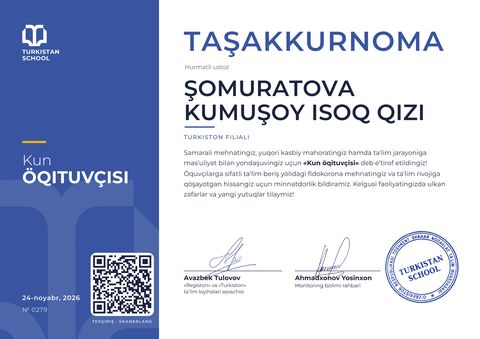 TURKISTAN
SCHOOL
Kun
ÖQITUVÇISI
24-noyabr, 2026
№ 0279
TEKŞIRIŞ - SKANERLANG
TAŞAKKURNOMA
Hurmatli ustoz
ŞOMURATOVA
KUMUŞOY ISOQ QIZI
TURKISTON FILIALI
Samarali mehnatingiz, yuqori kasbiy mahoratingiz hamda ta'lim jarayoniga
mas'uliyat bilan yondaşuvingiz uçun «Kun öqituvçisi» deb e'tirof etildingiz!
Öquvçilarga sifatli ta'lim beriş yölidagi fidokorona mehnatingiz va ta'lim rivojiga
qöşayotgan hissangiz uçun minnatdorlik bildiramiz. Kelgusi faoliyatingizda ulkan
zafarlar va yangi yutuqlar tilaymiz!
Avazbek Tulovov
«Registon» va «Turkiston»
ta'lim loyihalari asosçisi
Ahmadxonov Yosinxon
Monitoring bölimi rahbari
TURKISTAN
SCHOOL